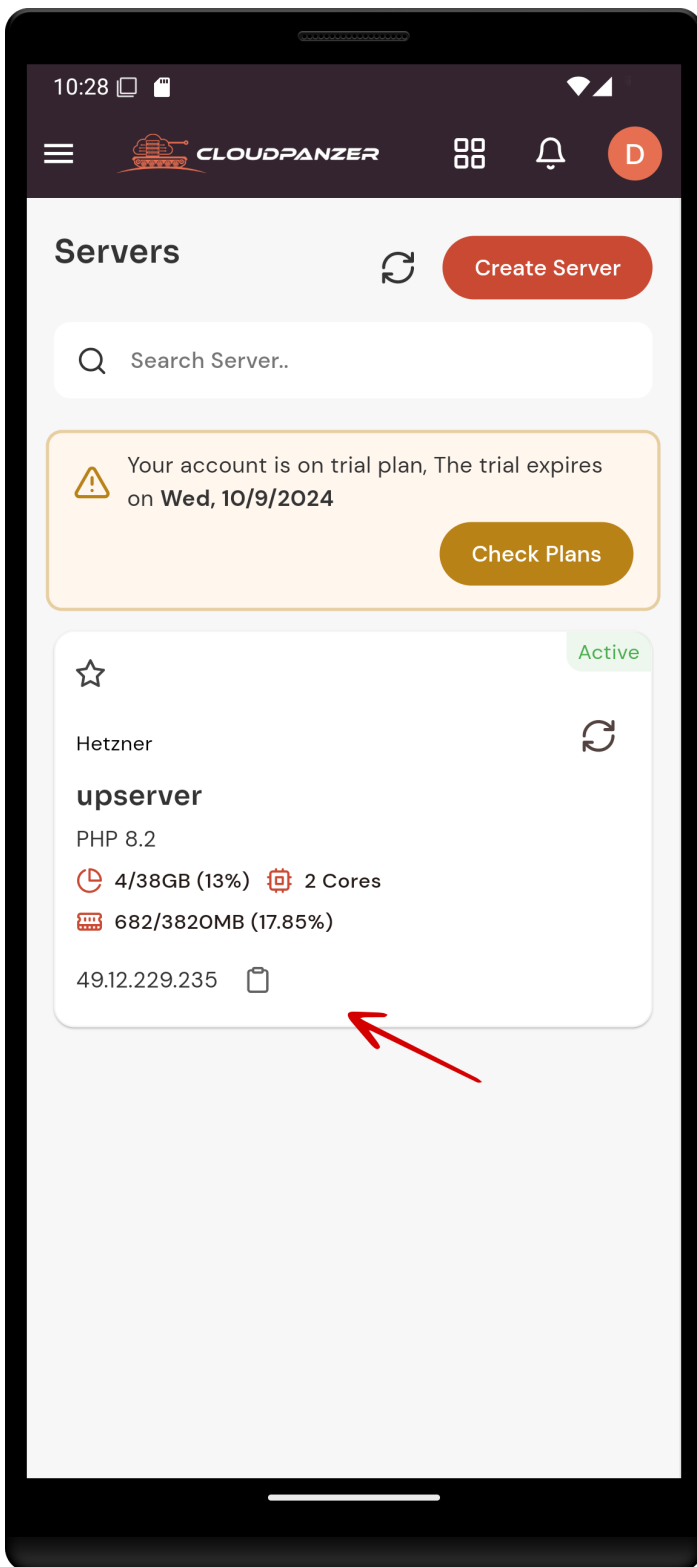 10:28
CLOUDPANZER
D
Servers
Create Server
Search Server..
Your account is on trial plan, The trial expires
on Wed, 10/9/2024
Check Plans
Active
Hetzner
upserver
PHP 8.2
4/38GB (13%) 2 Cores
682/3820MB (17.85%)
49.12.229.235